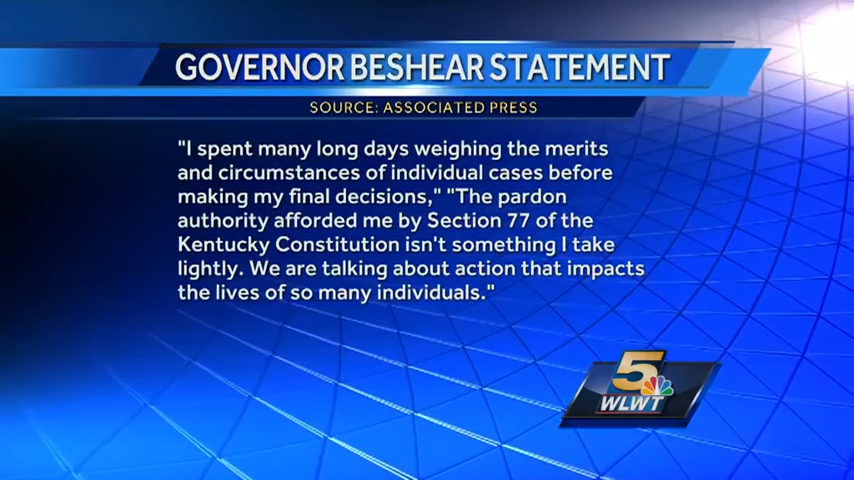 GOVERNOR BESHEAR STATEMENT
SOURCE: ASSOCIATED PRESS
"I spent many long days weighing the merits
and circumstances of individual cases before
making my final decisions," "The pardon
authority afforded me by Section 77 of the
Kentucky Constitution isn't something I take
lightly. We are talking about action that impacts
the lives of so many individuals."
5
WLWT